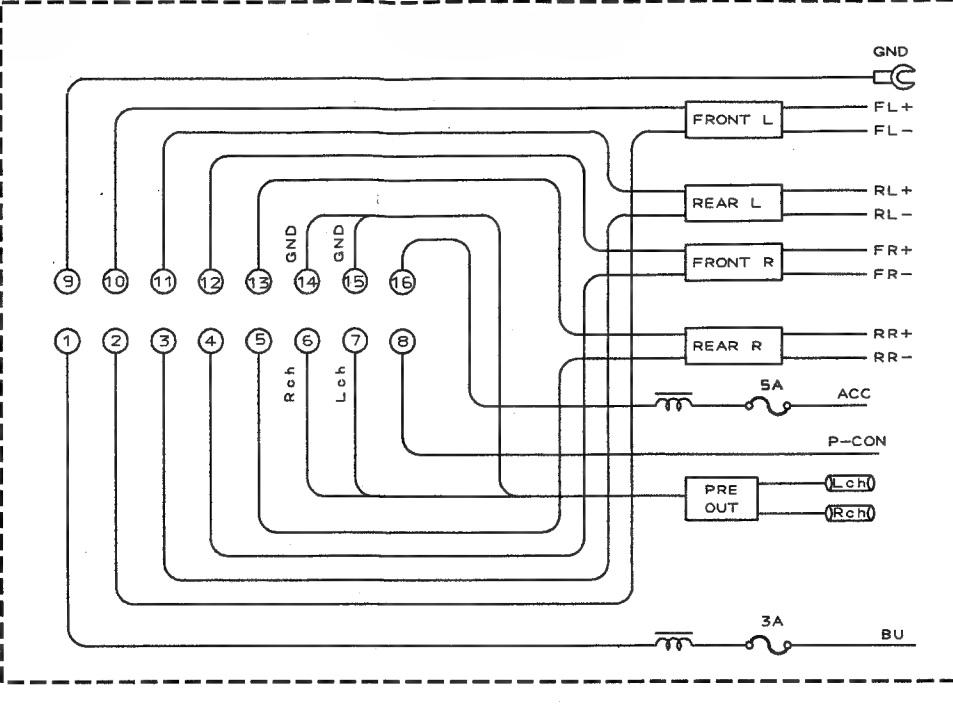 GND
FL+
FRONT L
FL-
RL+
REAR L
RL-
GND
GND
FR+
FRONT R
FR-
9 10 11 12 13 14 15 16
1 2 3 4 5 6 7 8
RR+
REAR R
RR-
Rch
Lch
5A
ACC
P-CON
PRE
OUT
Lch
Rch
3A
BU